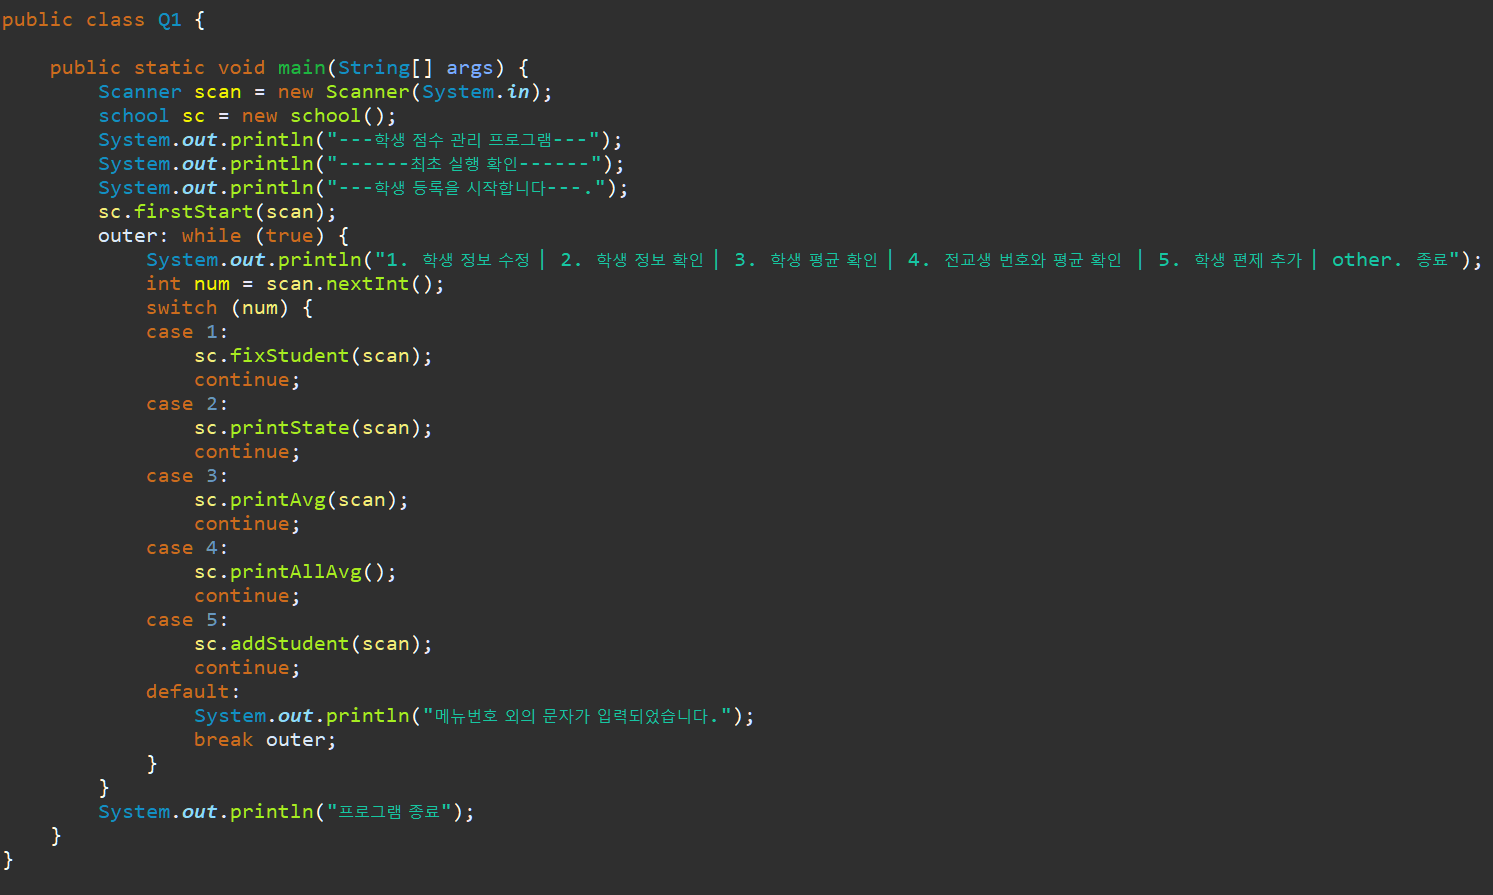 public class Q1 {
public static void main(String[] args) {
Scanner scan = new Scanner(System.in);
school sc = new school();
System.out.println("---학생 점수 관리 프로그램---");
System.out.println("------최초 실행 확인------");
System.out.println("---학생 등록을 시작합니다---.");
sc.firstStart(scan);
outer: while (true) {
System.out.println("1. 학생 정보 수정 | 2. 학생 정보 확인 | 3. 학생 평균 확인 | 4. 전교생 번호와 평균 확인 | 5. 학생 편제 추가 | other. 종료");
int num = scan.nextInt();
switch (num) {
case 1:
sc.fixStudent(scan);
continue;
case 2:
sc.printState(scan);
continue;
case 3:
sc.printAvg(scan);
continue;
case 4:
sc.printAllAvg();
continue;
case 5:
sc.addStudent(scan);
continue;
default:
System.out.println("메뉴번호 외의 문자가 입력되었습니다.");
break outer;
}
}
System.out.println("프로그램 종료");
}
}